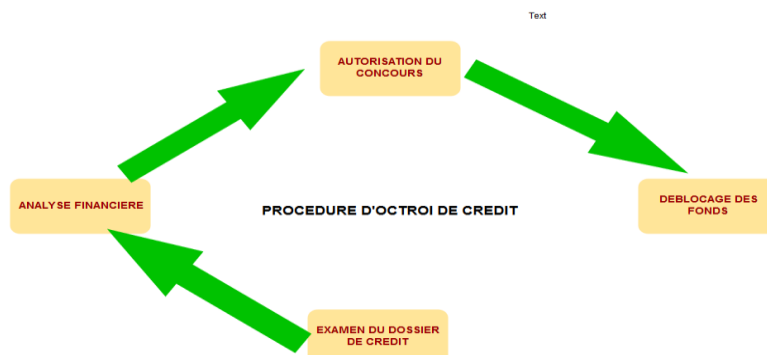 Text
AUTORISATION DU
CONCOURS
ANALYSE FINANCIERE
PROCEDURE D'OCTROI DE CREDIT
DEBLOCAGE DES
FONDS
EXAMEN DU DOSSIER
DE CREDIT